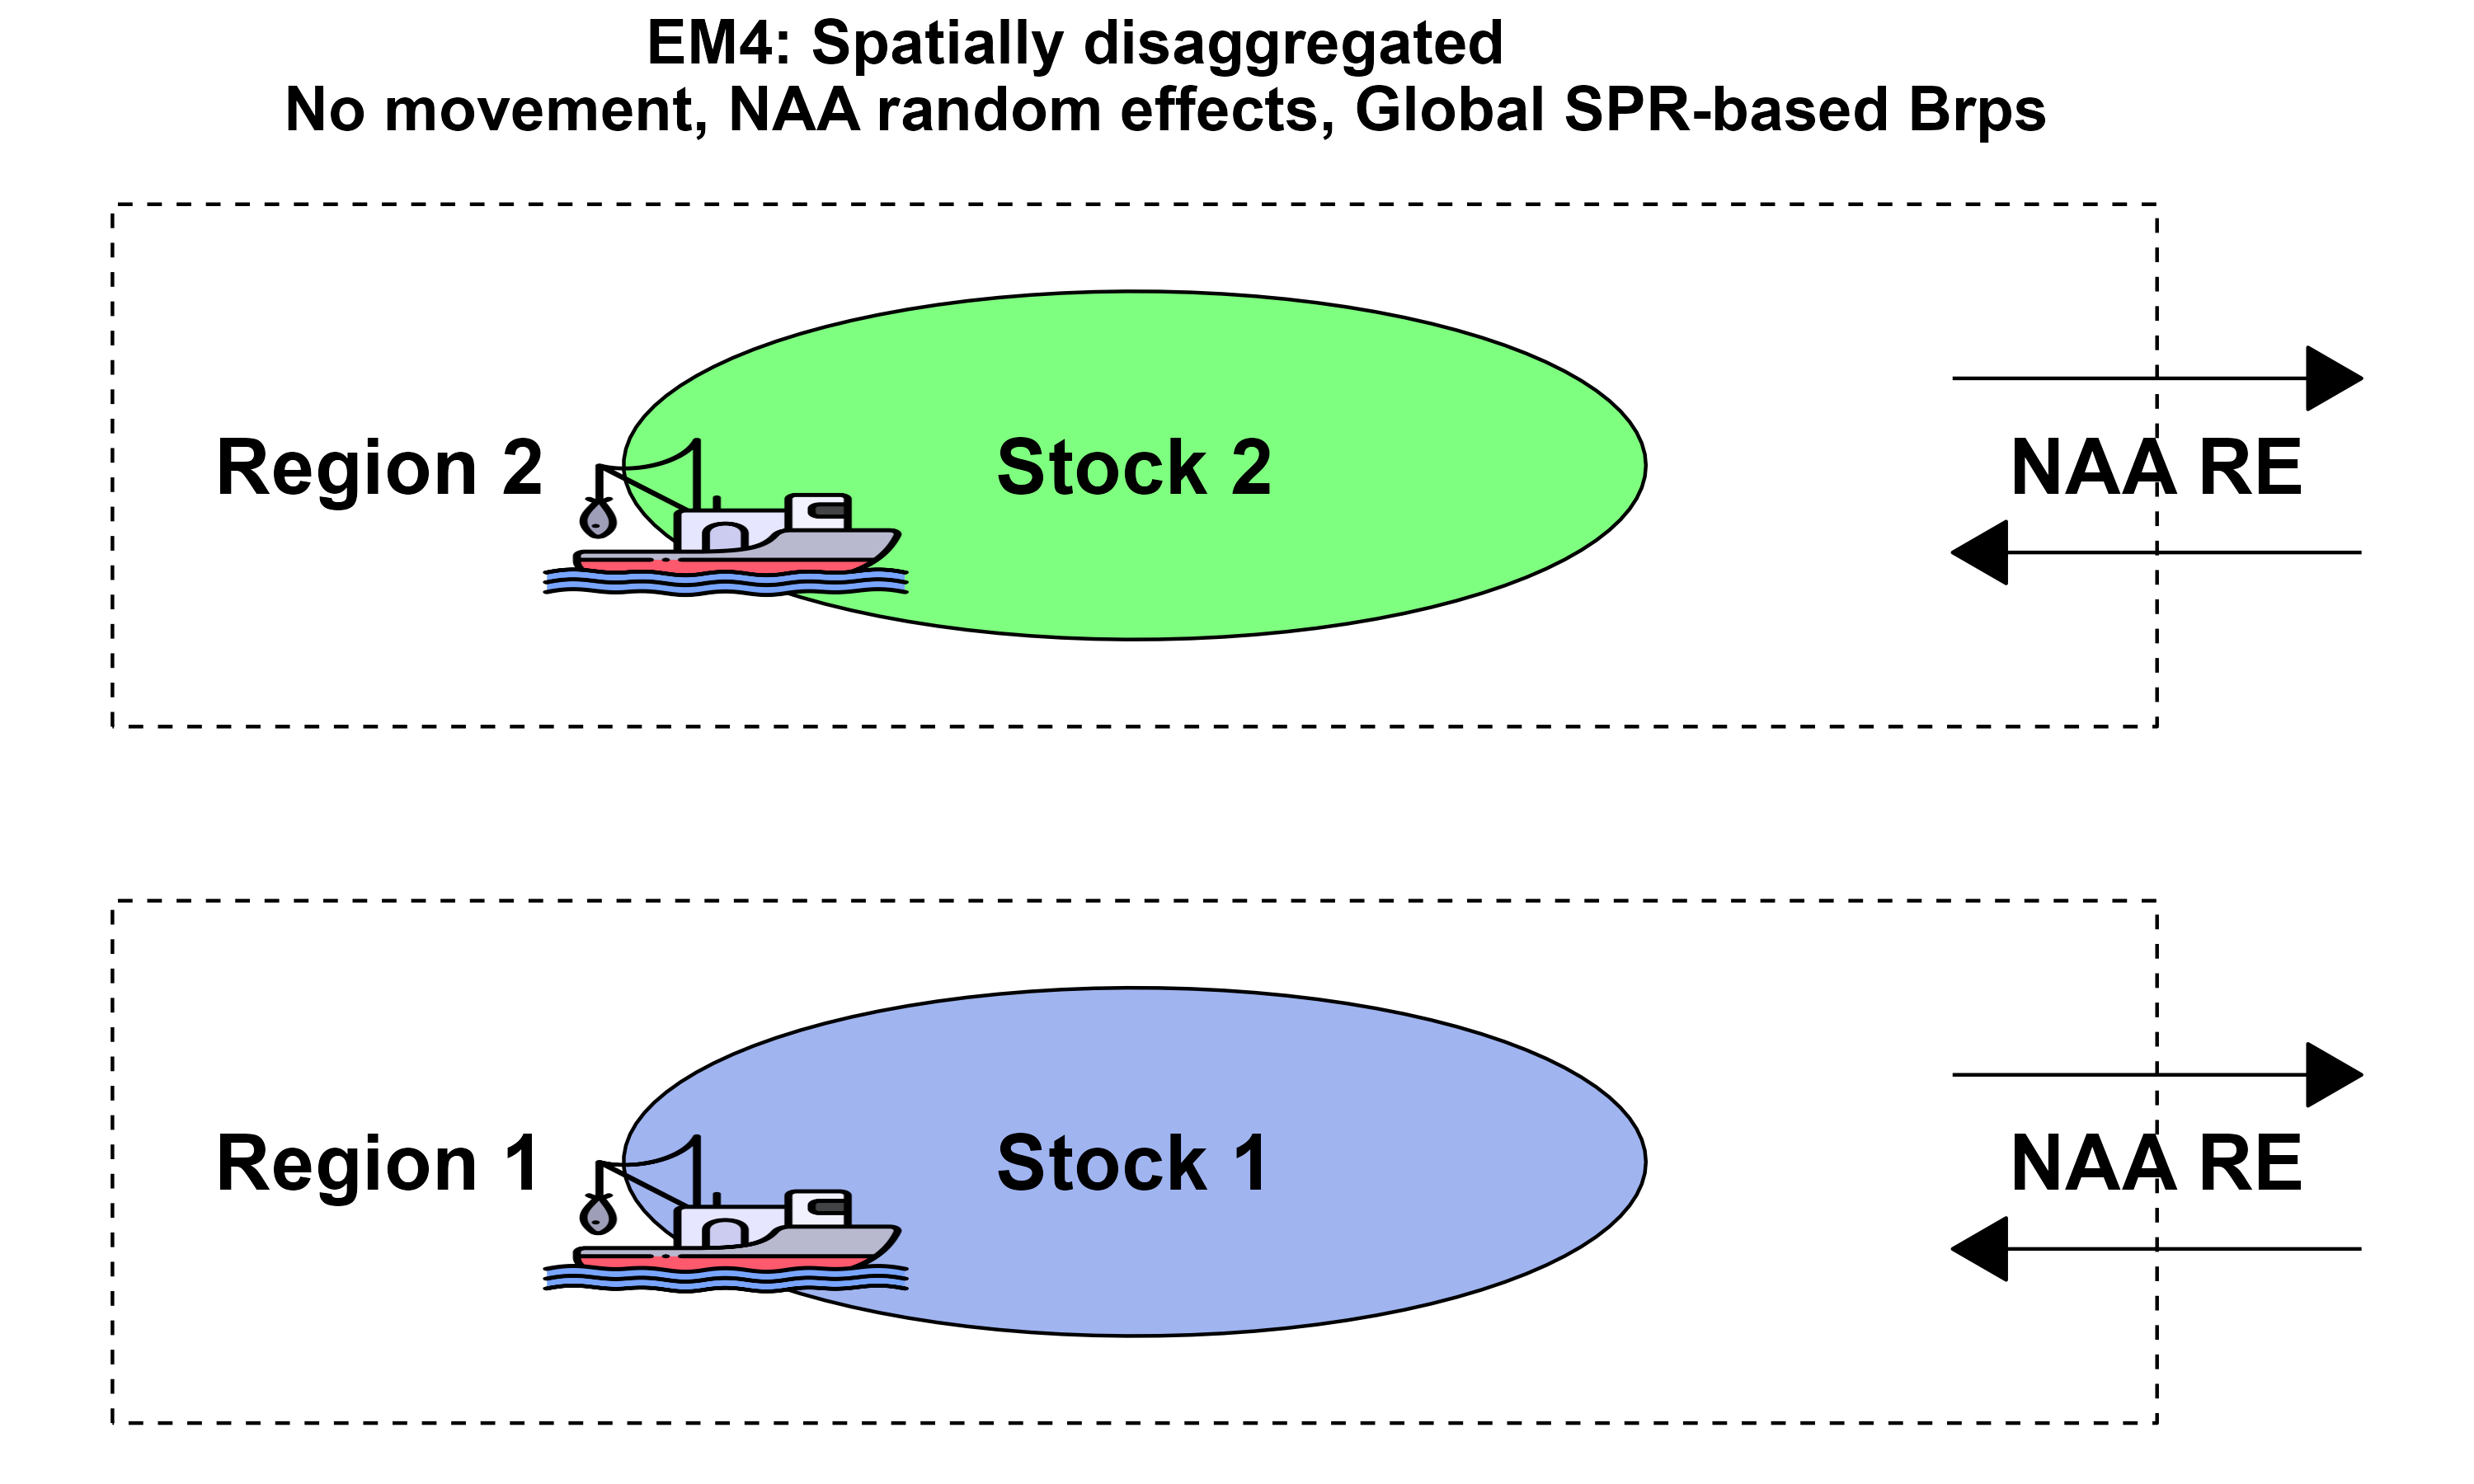 EM4: Spatially disaggregated
No movement, NAA random effects, Global SPR-based Brps
Region 2
Stock 2
NAA RE
Region 1
Stock 1
NAA RE